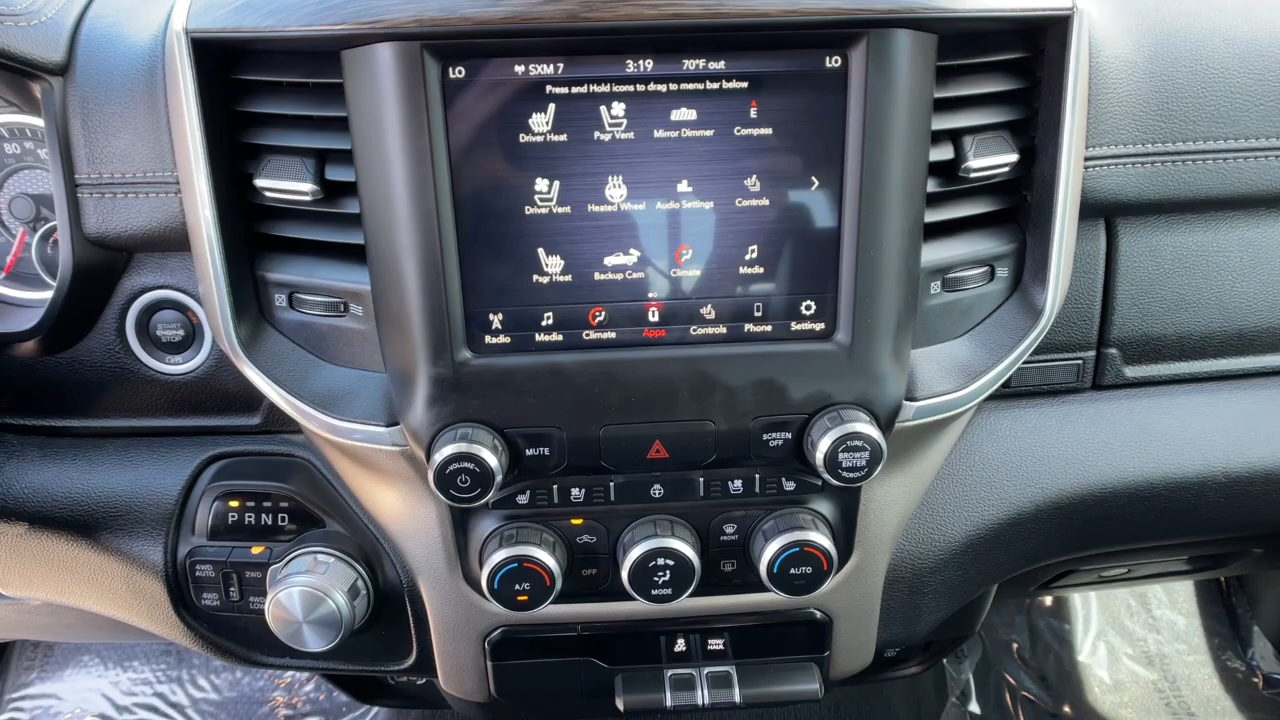 LO
SXM 7
3:19
70°F out
LO
Press and Hold icons to drag to menu bar below
Driver Heat
Psgr Vent
Mirror Dimmer
E
Compass
Driver Vent
Heated Wheel
Audio Settings
Controls
Psgr Heat
Backup Cam
Climate
Media
Radio
Media
Climate
Apps
Controls
Phone
Settings
80
START
ENGINE
STOP
VOLUME
MUTE
SCREEN
OFF
TUNE
BROWSE
ENTER
SCROLL
PRND
4WD
AUTO
2WD
N
4WD
HIGH
4WD
LOW
A/C
OFF
MODE
FRONT
AUTO
OFF
TOW/
HAUL